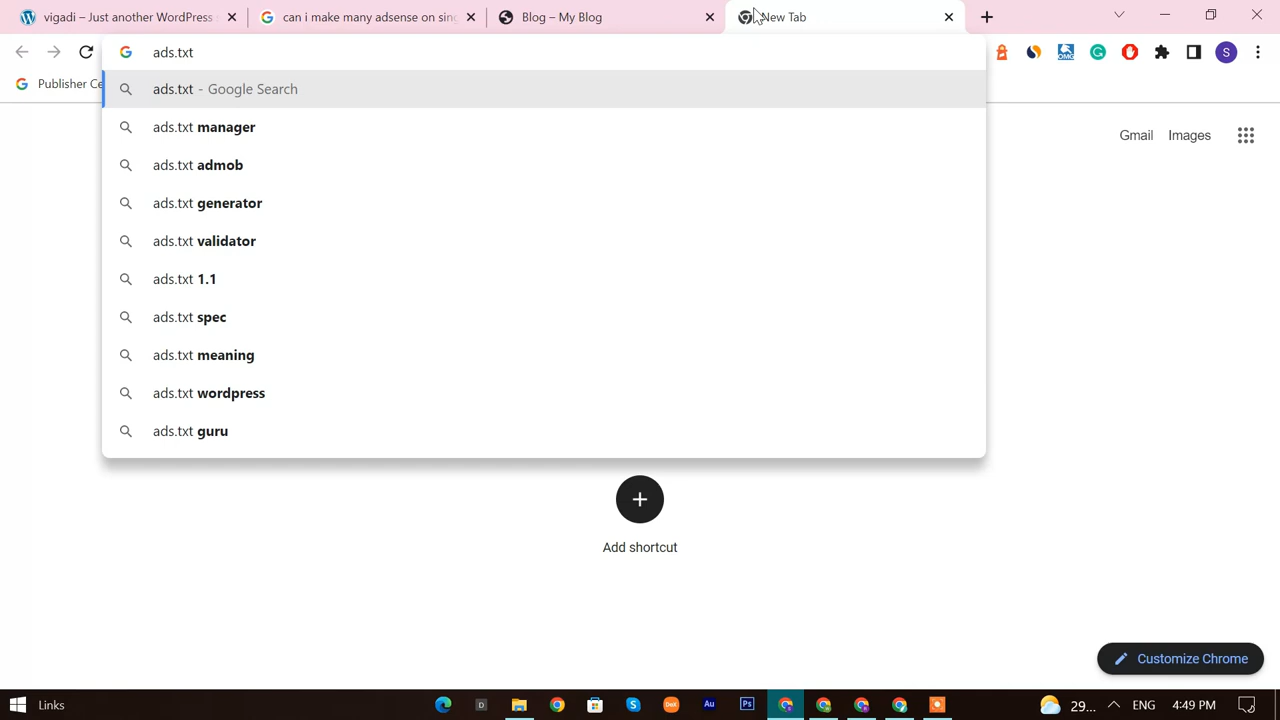 vigadi – Just another WordPress s
can i make many adsense on sing
Blog – My Blog
New Tab
ads.txt
Publisher Ce
ads.txt - Google Search
ads.txt manager
Gmail Images
ads.txt admob
ads.txt generator
ads.txt validator
ads.txt 1.1
ads.txt spec
ads.txt meaning
ads.txt wordpress
ads.txt guru
Add shortcut
Customize Chrome
Links
29... ENG 4:49 PM